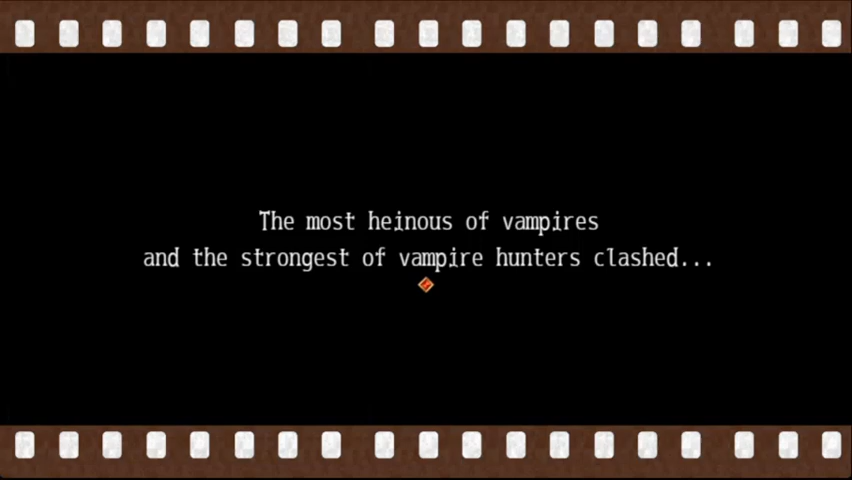 The most heinous of vampires
and the strongest of vampire hunters clashed...